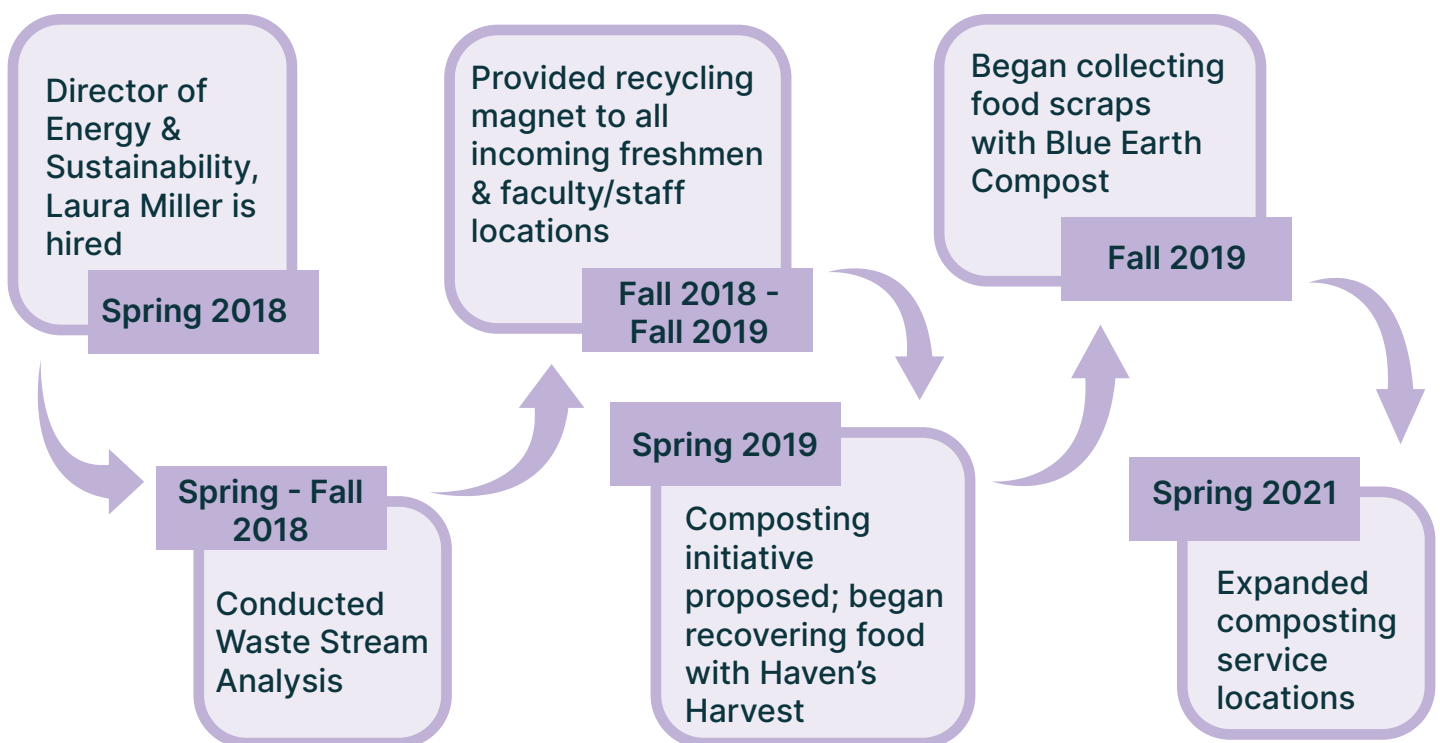 Director of
Energy &
Sustainability,
Laura Miller is
hired
Spring 2018
Spring - Fall
2018
Conducted
Waste Stream
Analysis
Provided recycling
magnet to all
incoming freshmen
& faculty/staff
locations
Fall 2018 -
Fall 2019
Spring 2019
Composting
initiative
proposed; began
recovering food
with Haven’s
Harvest
Began collecting
food scraps
with Blue Earth
Compost
Fall 2019
Spring 2021
Expanded
composting
service
locations